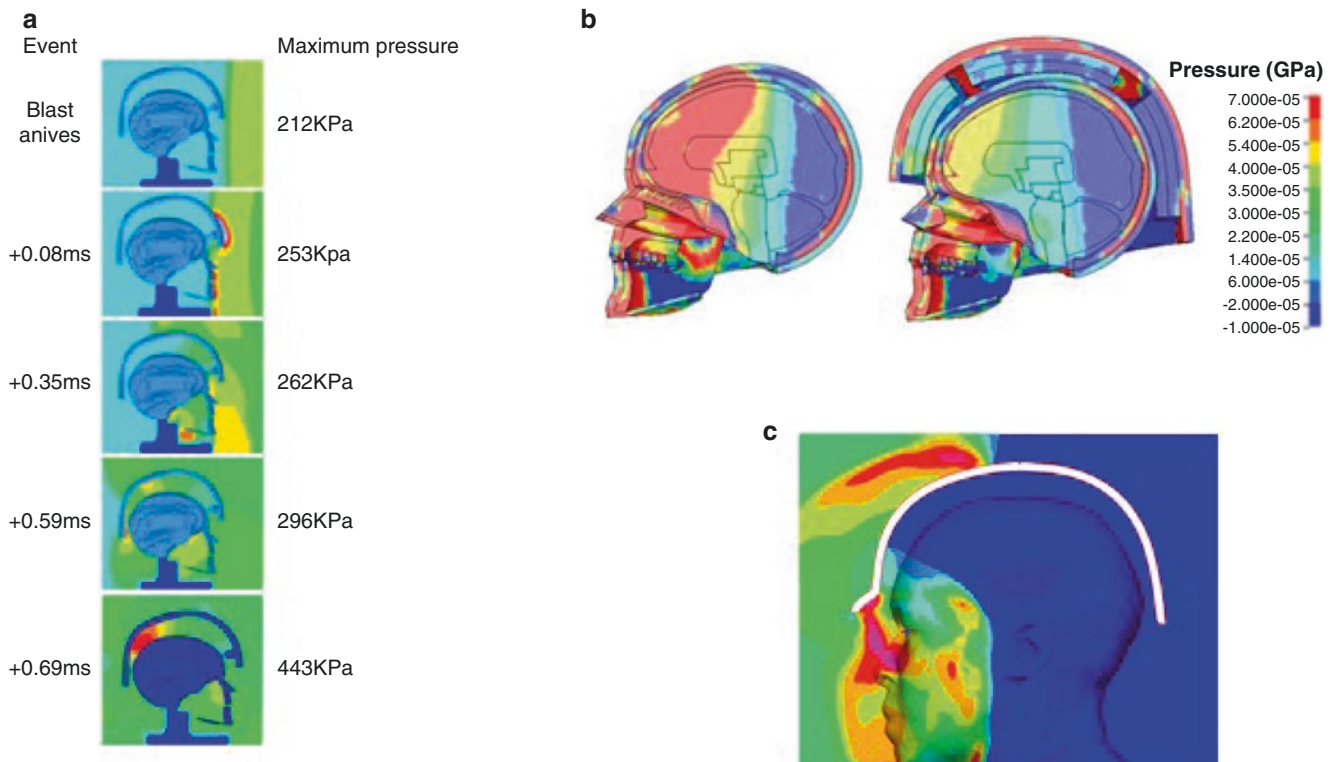 a
Event Maximum pressure
Blast
anives
212KPa
+0.08ms 253Kpa
+0.35ms 262KPa
+0.59ms 296KPa
+0.69ms 443KPa
b
Pressure (GPa)
7.000e-05
6.200e-05
5.400e-05
4.000e-05
3.500e-05
3.000e-05
2.200e-05
1.400e-05
6.000e-05
-2.000e-05
-1.000e-05
c